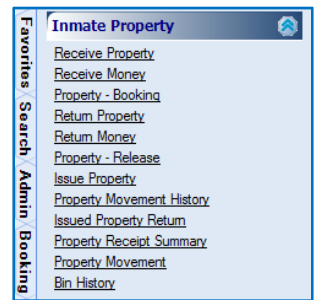 Inmate Property
Receive Property
Receive Money
Property - Booking
Return Property
Return Money
Property - Release
Issue Property
Property Movement History
Issued Property Return
Property Receipt Summary
Property Movement
Bin History
Favorites
Search
Admin
Booking